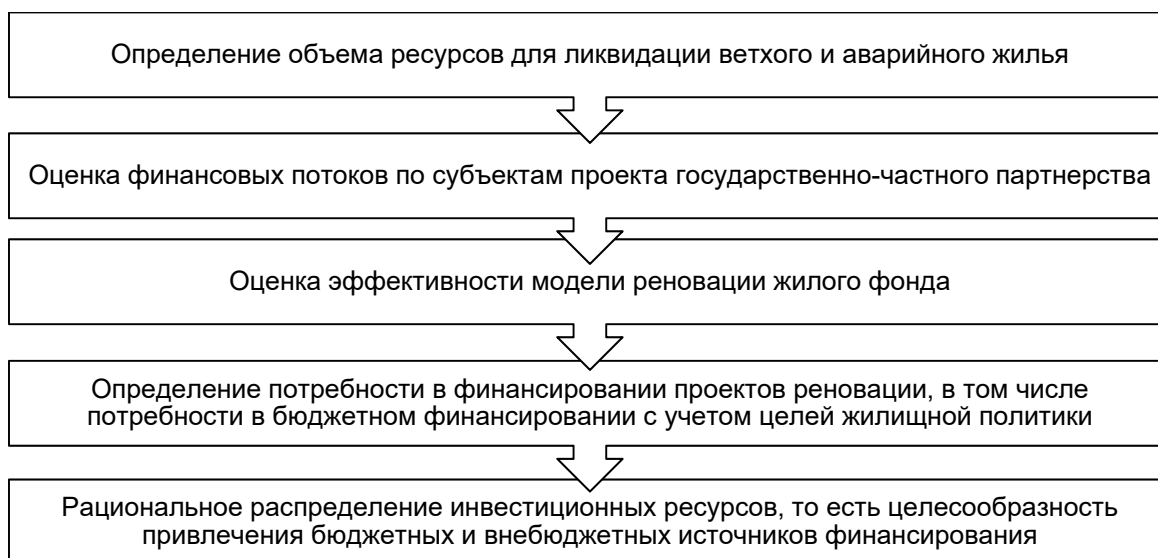 Определение объема ресурсов для ликвидации ветхого и аварийного жилья
Оценка финансовых потоков по субъектам проекта государственно-частного партнерства
Оценка эффективности модели реновации жилого фонда
Определение потребности в финансировании проектов реновации, в том числе
потребности в бюджетном финансировании с учетом целей жилищной политики
Рациональное распределение инвестиционных ресурсов, то есть целесообразность
привлечения бюджетных и внебюджетных источников финансирования